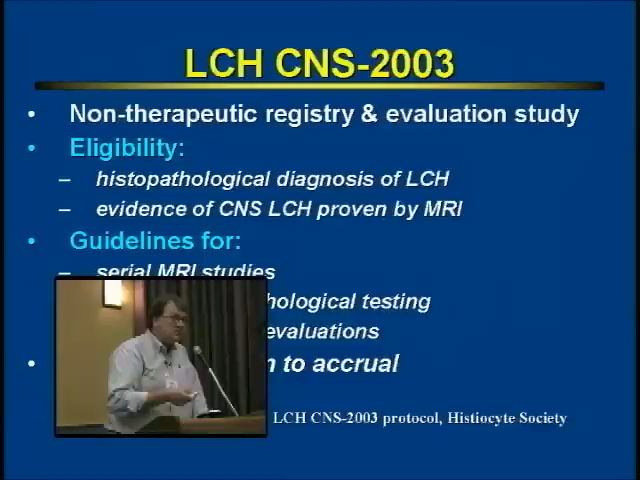 LCH CNS-2003
• Non-therapeutic registry & evaluation study
• Eligibility:
– histopathological diagnosis of LCH
– evidence of CNS LCH proven by MRI
• Guidelines for:
– serial MRI studies
hological testing
evaluations
• to accrual
LCH CNS-2003 protocol, Histiocyte Society